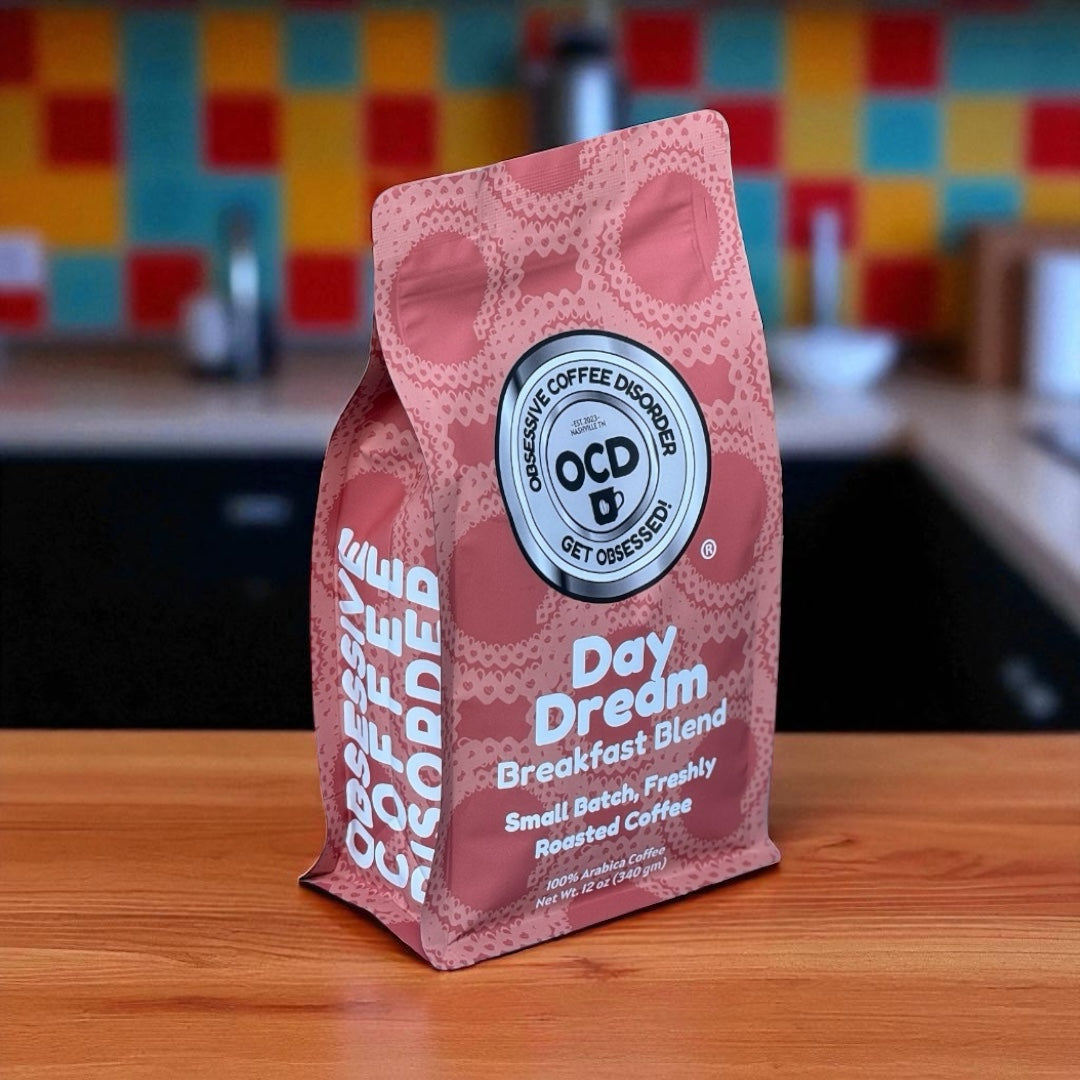 OBSESSIVE COFFEE DISORDER
-EST. 2023-
NASHVILLE TN
OCD
GET OBSESSED!
®
Day
Dream
Breakfast Blend
Small Batch, Freshly
Roasted Coffee
100% Arabica Coffee
Net Wt. 12 oz (340 gm)
OBSESSIVE
COFFEE
DISORDER